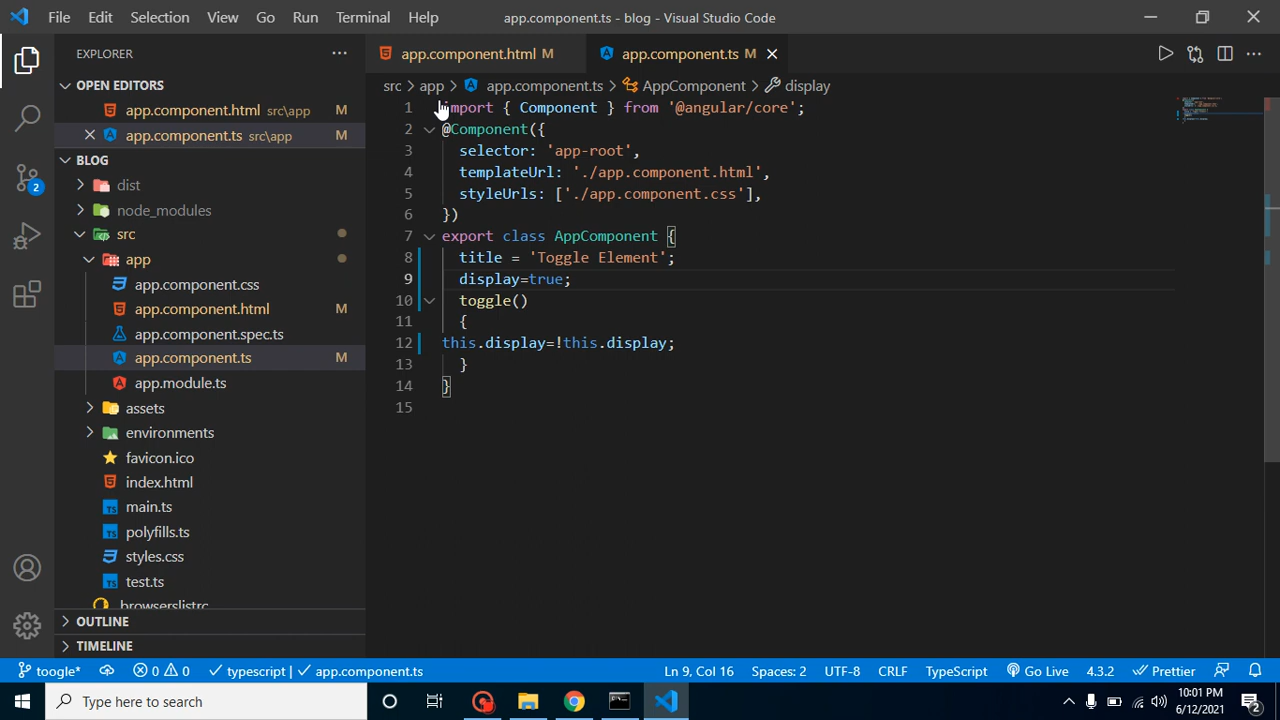 File Edit Selection View Go Run Terminal Help app.component.ts - blog - Visual Studio Code
EXPLORER
OPEN EDITORS
app.component.html src\app M
app.component.ts src\app M
BLOG
dist
node_modules
src
app
app.component.css
app.component.html M
app.component.spec.ts
app.component.ts M
app.module.ts
assets
environments
favicon.ico
index.html
main.ts
polyfills.ts
styles.css
test.ts
.browserslistrc
OUTLINE
TIMELINE
app.component.html M app.component.ts M
src > app > app.component.ts > AppComponent > display
1 import { Component } from '@angular/core';
2 @Component({
3 selector: 'app-root',
4 templateUrl: './app.component.html',
5 styleUrls: ['./app.component.css'],
6 })
7 export class AppComponent {
8 title = 'Toggle Element';
9 display=true;
10 toggle()
11 {
12 this.display=!this.display;
13 }
14 }
15
2
toogle* 0 0 typescript | app.component.ts Ln 9, Col 16 Spaces: 2 UTF-8 CRLF TypeScript Go Live 4.3.2 Prettier
Type here to search
10:01 PM
6/12/2021
2